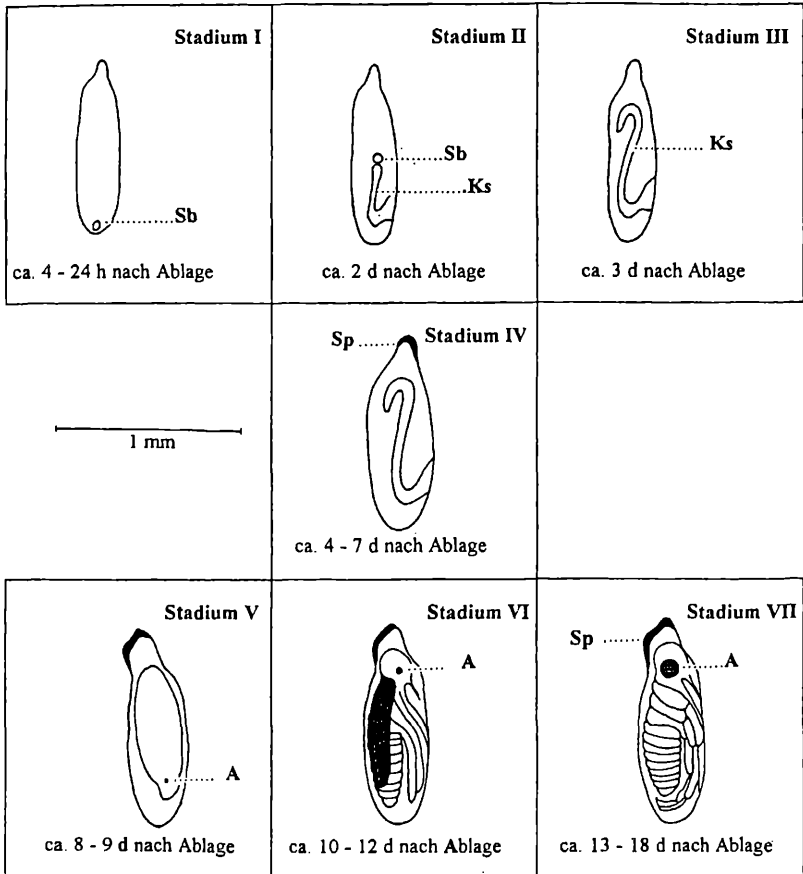 Stadium I
Sb
ca. 4 - 24 h nach Ablage
Stadium II
Sb
Ks
ca. 2 d nach Ablage
Stadium III
Ks
ca. 3 d nach Ablage
Sp
Stadium IV
1 mm
ca. 4 - 7 d nach Ablage
Stadium V
A
ca. 8 - 9 d nach Ablage
Stadium VI
A
ca. 10 - 12 d nach Ablage
Stadium VII
Sp
A
ca. 13 - 18 d nach Ablage